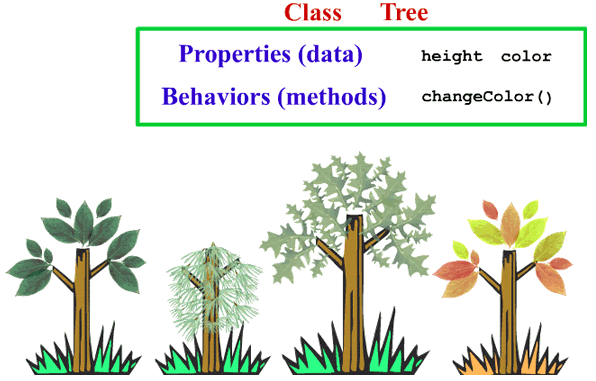 Class Tree
Properties (data) height color
Behaviors (methods) changeColor()